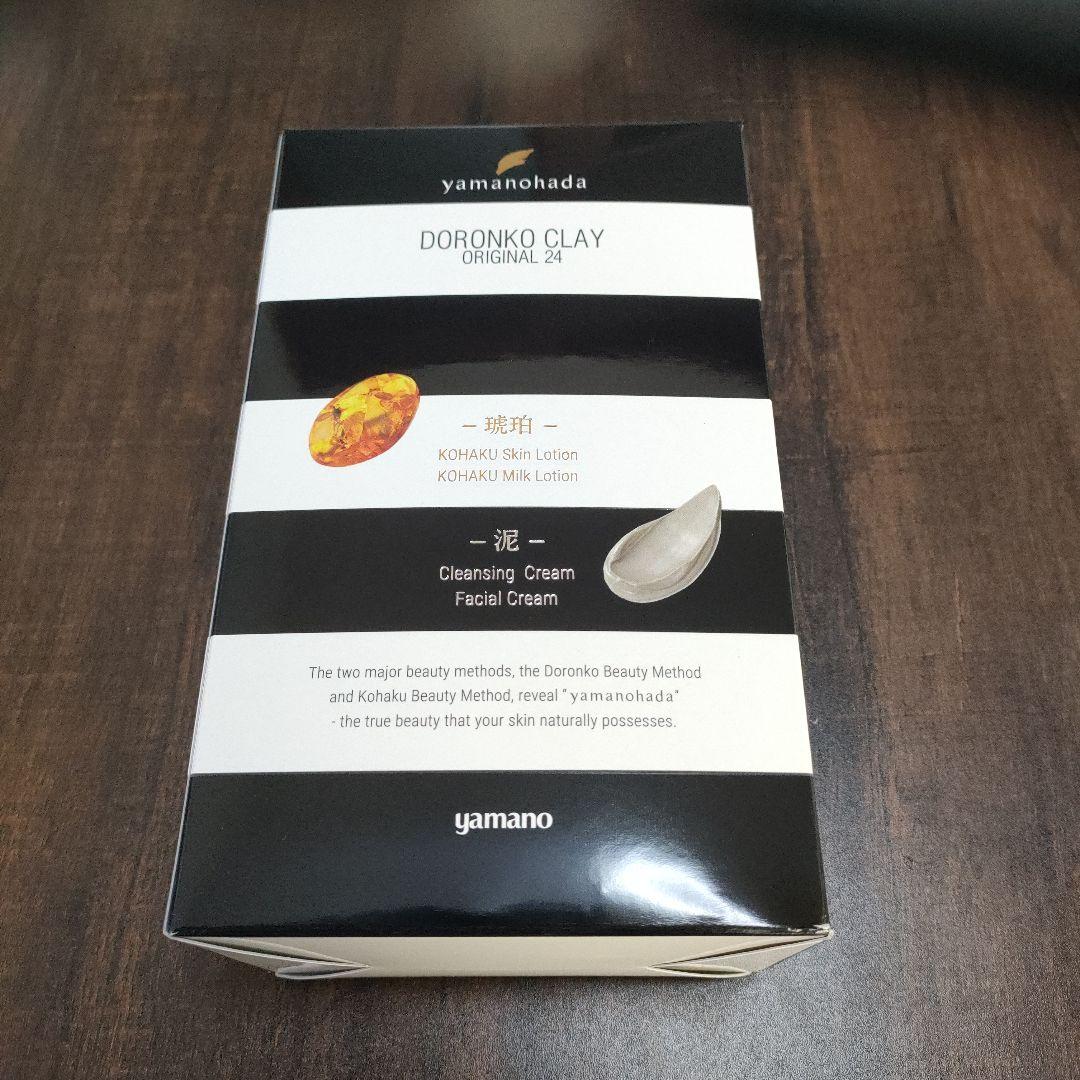 yamanohada
DORONKO CLAY
ORIGINAL 24
– 琥珀 –
KOHAKU Skin Lotion
KOHAKU Milk Lotion
– 泥 –
Cleansing Cream
Facial Cream
The two major beauty methods, the Doronko Beauty Method
and Kohaku Beauty Method, reveal “yamanohada”
- the true beauty that your skin naturally possesses.
yamano